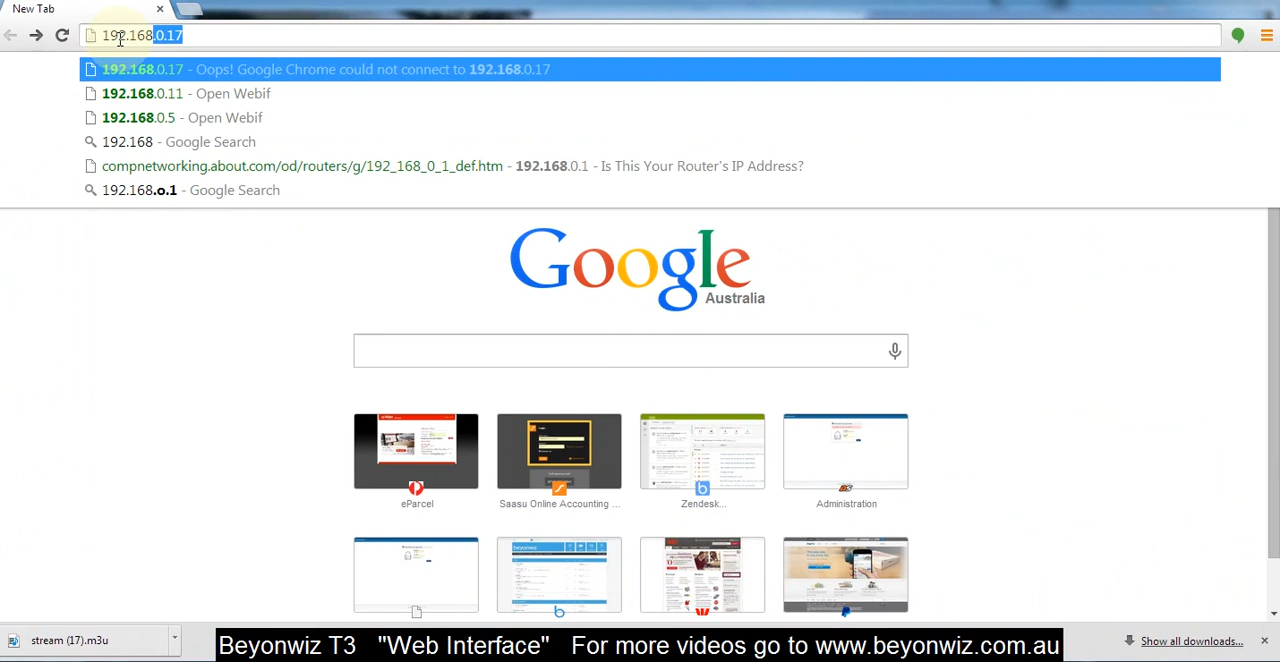 New Tab
192.168.0.17
192.168.0.17 - Oops! Google Chrome could not connect to 192.168.0.17
192.168.0.11 - Open Webif
192.168.0.5 - Open Webif
192.168 - Google Search
compnetworking.about.com/od/routers/g/192_168_0_1_def.htm - 192.168.0.1 - Is This Your Router's IP Address?
192.168.o.1 - Google Search
Google
Australia
eParcel
Saasu Online Accounting ...
Zendesk...
Administration
beyonwiz
stream (17).m3u
Beyonwiz T3 "Web Interface" For more videos go to www.beyonwiz.com.au
Show all downloads...